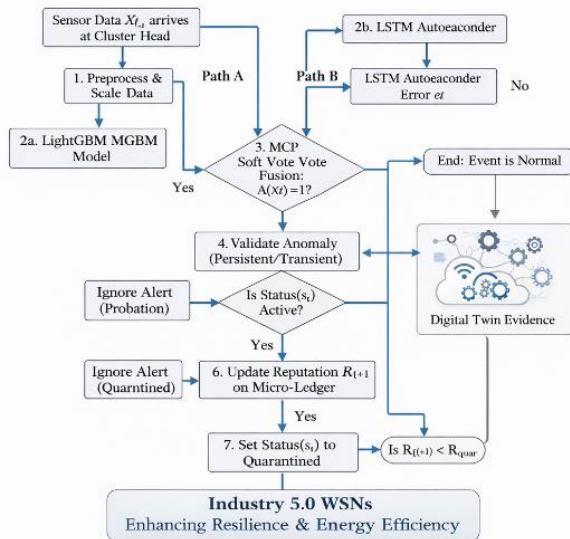 Sensor Data Xt-s arrives
at Cluster Head
Path A
Path B
2b. LSTM Autoeaconder
1. Preprocess &
Scale Data
LSTM Autoeaconder
Error et
No
2a. LightGBM MGBM
Model
Yes
3. MCP
Soft Vote Vote
Fusion:
A(Xt) =1?
End: Event is Normal
4. Validate Anomaly
(Persistent/Transient)
Digital Twin Evidence
Ignore Alert
(Probation)
Is Status(st)
Active?
Yes
Ignore Alert
(Quarntined)
6. Update Reputation R[+1
on Micro-Ledger
Yes
7. Set Status(st) to
Quarantined
Is R[(+1) < Rquar
Industry 5.0 WSNs
Enhancing Resilience & Energy Efficiency